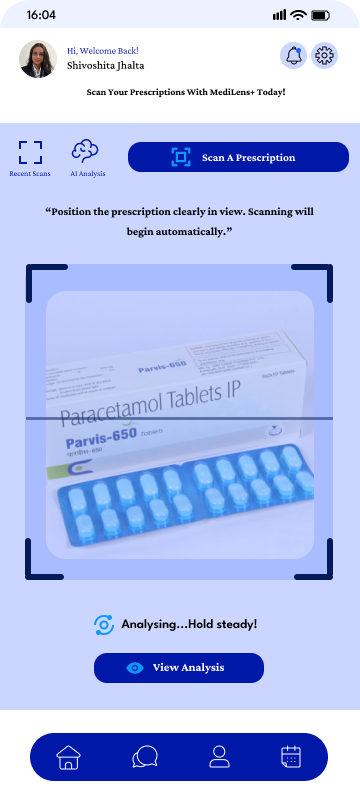 16:04
Hi, Welcome Back!
Shivoshita Jhalta
Scan Your Prescriptions With MediLens+ Today!
Recent Scans
AI Analysis
Scan A Prescription
“Position the prescription clearly in view. Scanning will
begin automatically.”
Parvis-650
Paracetamol Tablets IP
Parvis-650 Tablets
Analysing...Hold steady!
View Analysis